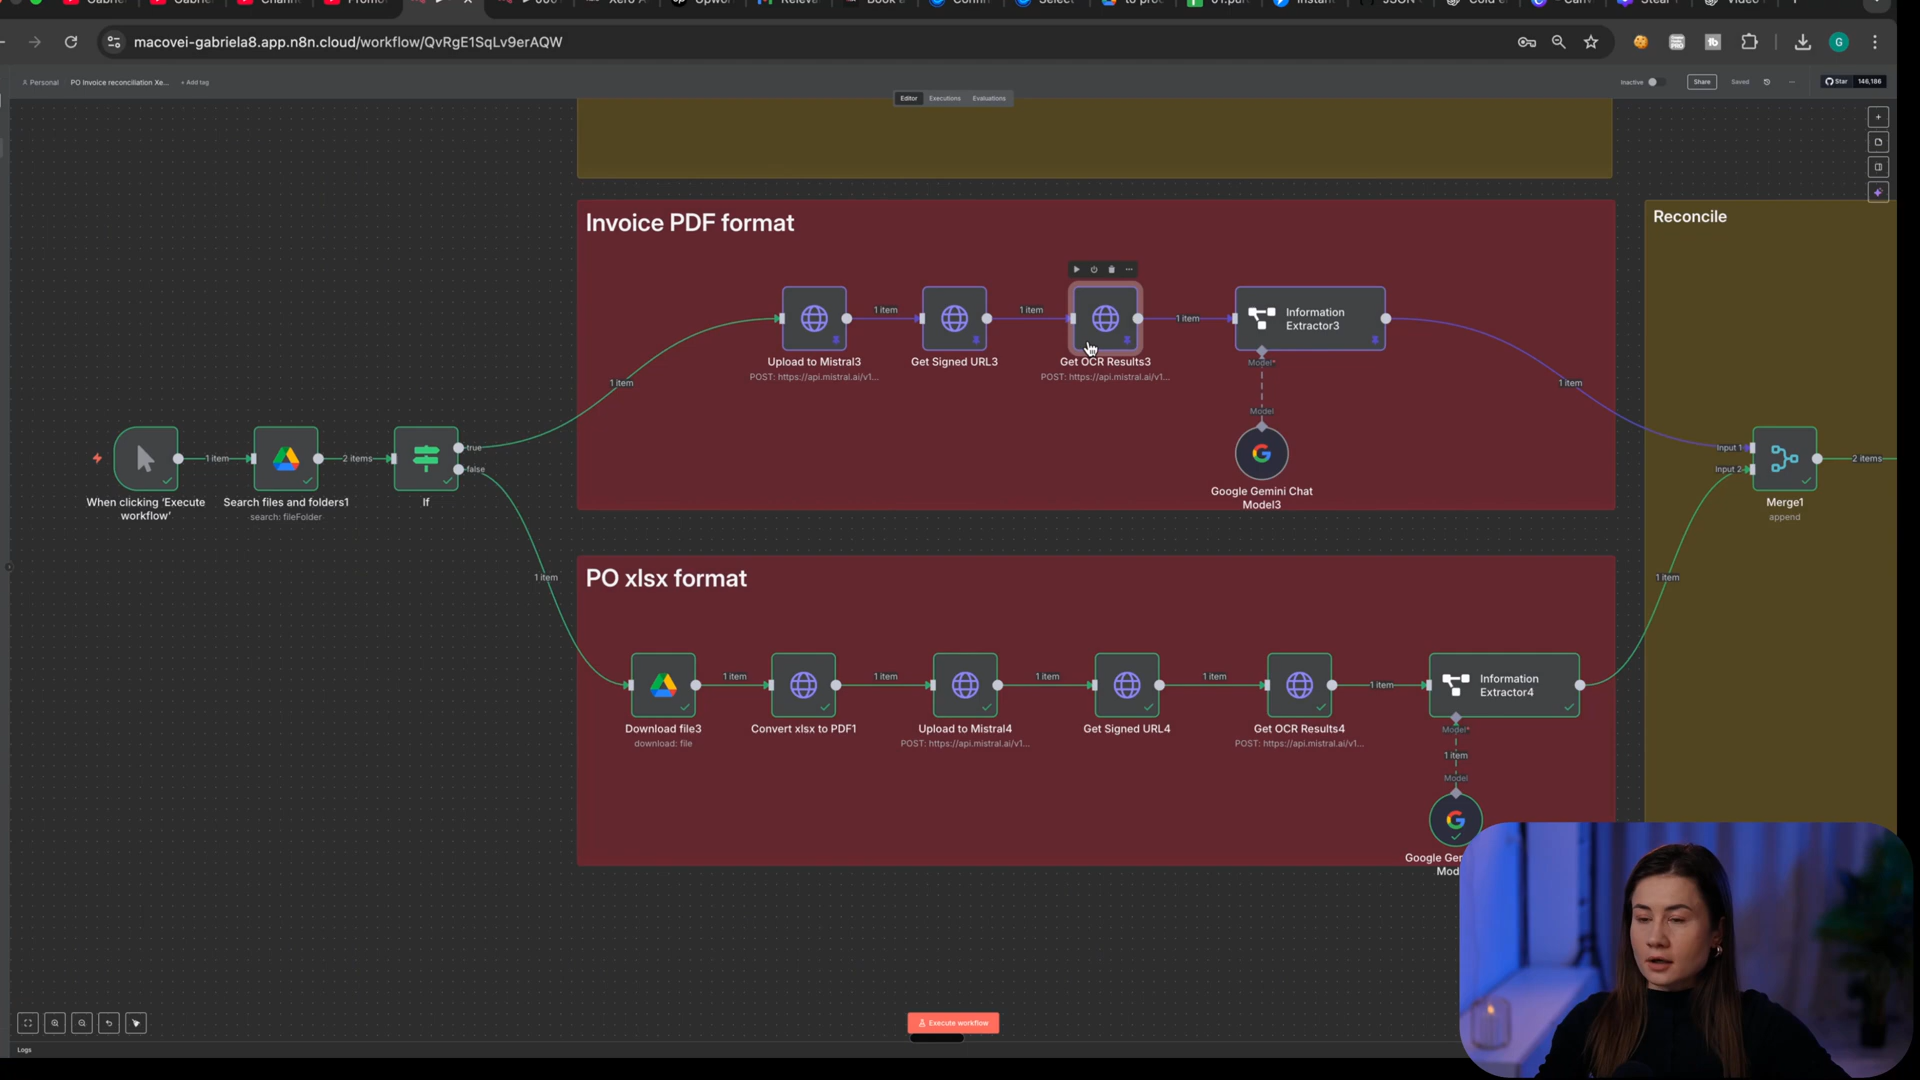 macovei-gabriela8.app.n8n.cloud/workflow/QvRgE1SqLv9erAQW
G
Personal
PO Invoice reconciliation Xe...
+ Add tag
Inactive
Share
Saved
Star
146,186
Editor
Executions
Evaluations
Invoice PDF format
Reconcile
1 item
1 item
1 item
Information
Extractor3
Upload to Mistral3
POST: https://api.mistral.ai/v1...
Get Signed URL3
Get OCR Results3
POST: https://api.mistral.ai/v1...
Model*
1 item
1 item
Model
Google Gemini Chat
Model3
true
false
1 item
2 items
When clicking ‘Execute
workflow’
Search files and folders1
search: fileFolder
If
Input 1
Input 2
2 items
Merge1
append
1 item
1 item
PO xlsx format
1 item
1 item
1 item
1 item
1 item
Information
Extractor4
Download file3
download: file
Convert xlsx to PDF1
Upload to Mistral4
POST: https://api.mistral.ai/v1...
Get Signed URL4
Get OCR Results4
POST: https://api.mistral.ai/v1...
Model*
1 item
Model
Google Ge
Mod
Execute workflow
Logs